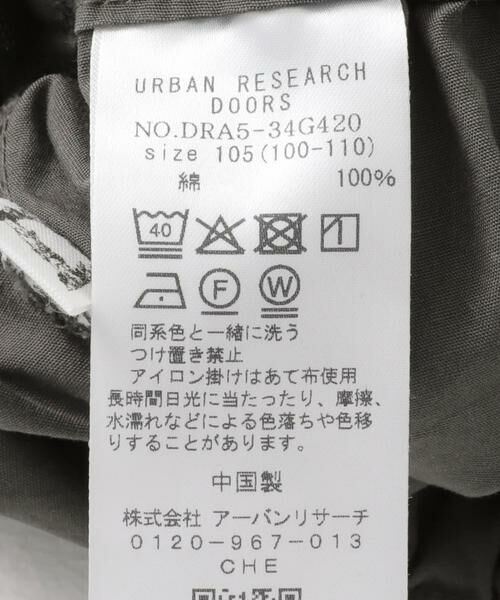 URBAN RESEARCH
DOORS
NO.DRA5-34G420
size 105(100-110)
綿 100%
40
F W
同系色と一緒に洗う
つけ置き禁止
アイロン掛けはあて布使用
長時間日光に当たったり、摩擦、
水濡れなどによる色落ちや色移
りすることがあります。
中国製
株式会社 アーバンリサーチ
0120-967-013
CHE